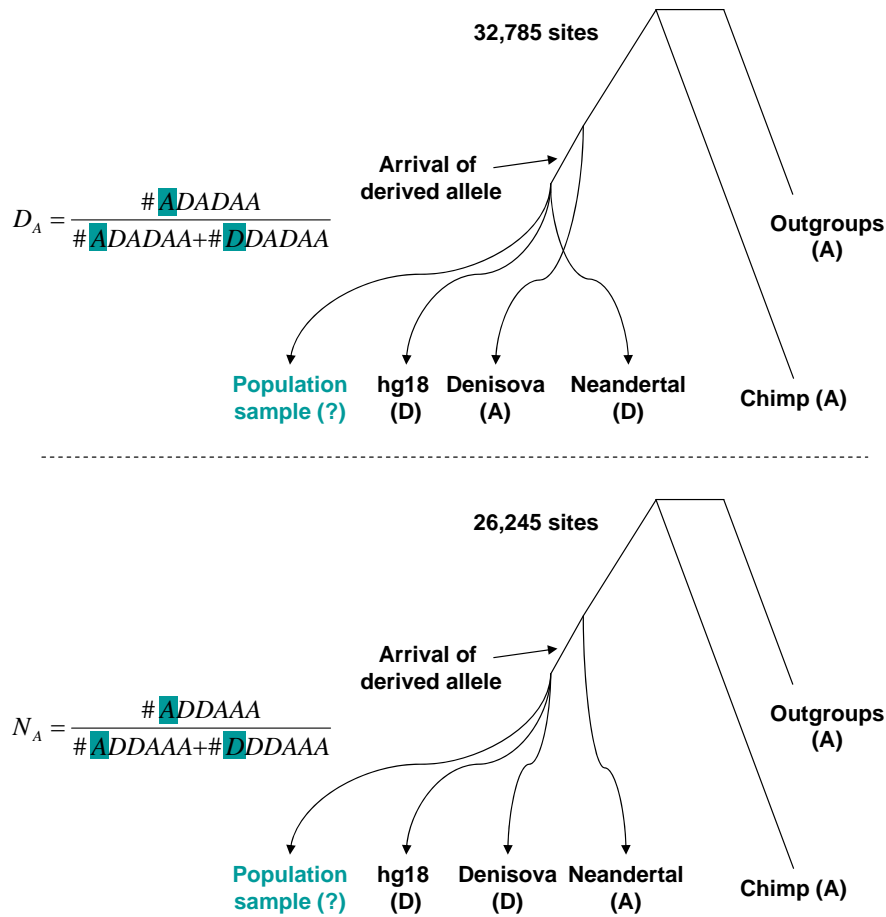 32,785 sites
Arrival of
derived allele
D_A = #ADADAA / #ADADAA+#DDADAA
Outgroups
(A)
Population
sample (?)
hg18
(D)
Denisova
(A)
Neandertal
(D)
Chimp (A)
26,245 sites
Arrival of
derived allele
N_A = #ADDAAA / #ADDAAA+#DDDAAA
Outgroups
(A)
Population
sample (?)
hg18
(D)
Denisova
(D)
Neandertal
(A)
Chimp (A)